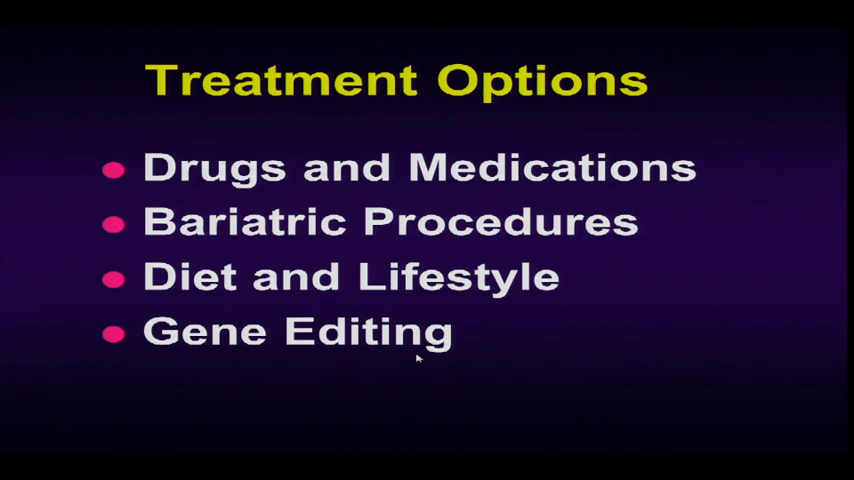 Treatment Options
Drugs and Medications
Bariatric Procedures
Diet and Lifestyle
Gene Editing